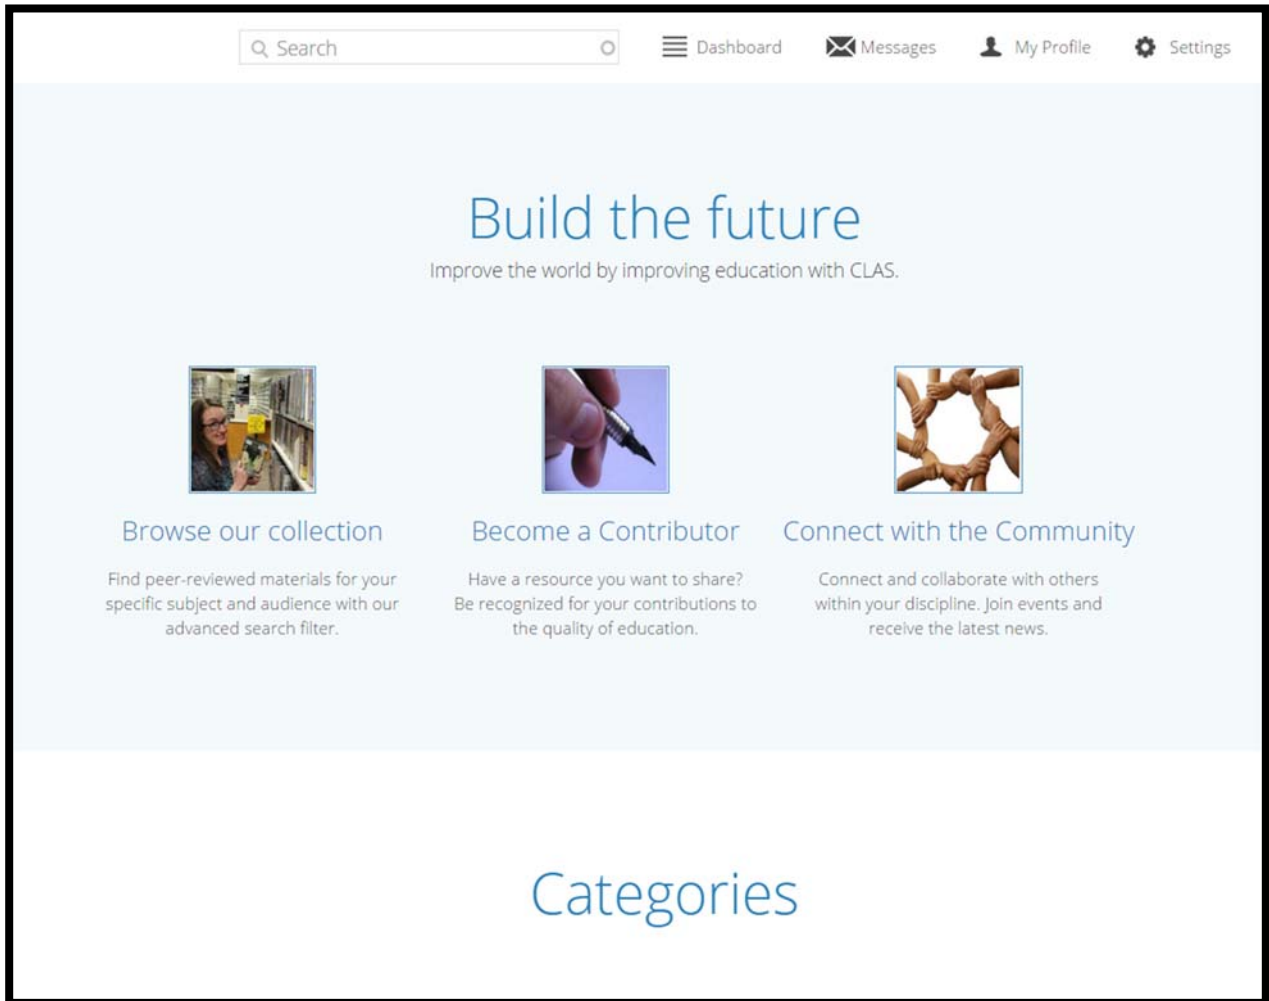 Search
Dashboard
Messages
My Profile
Settings
Build the future
Improve the world by improving education with CLAS.
Browse our collection
Find peer-reviewed materials for your
specific subject and audience with our
advanced search filter.
Become a Contributor
Have a resource you want to share?
Be recognized for your contributions to
the quality of education.
Connect with the Community
Connect and collaborate with others
within your discipline. Join events and
receive the latest news.
Categories